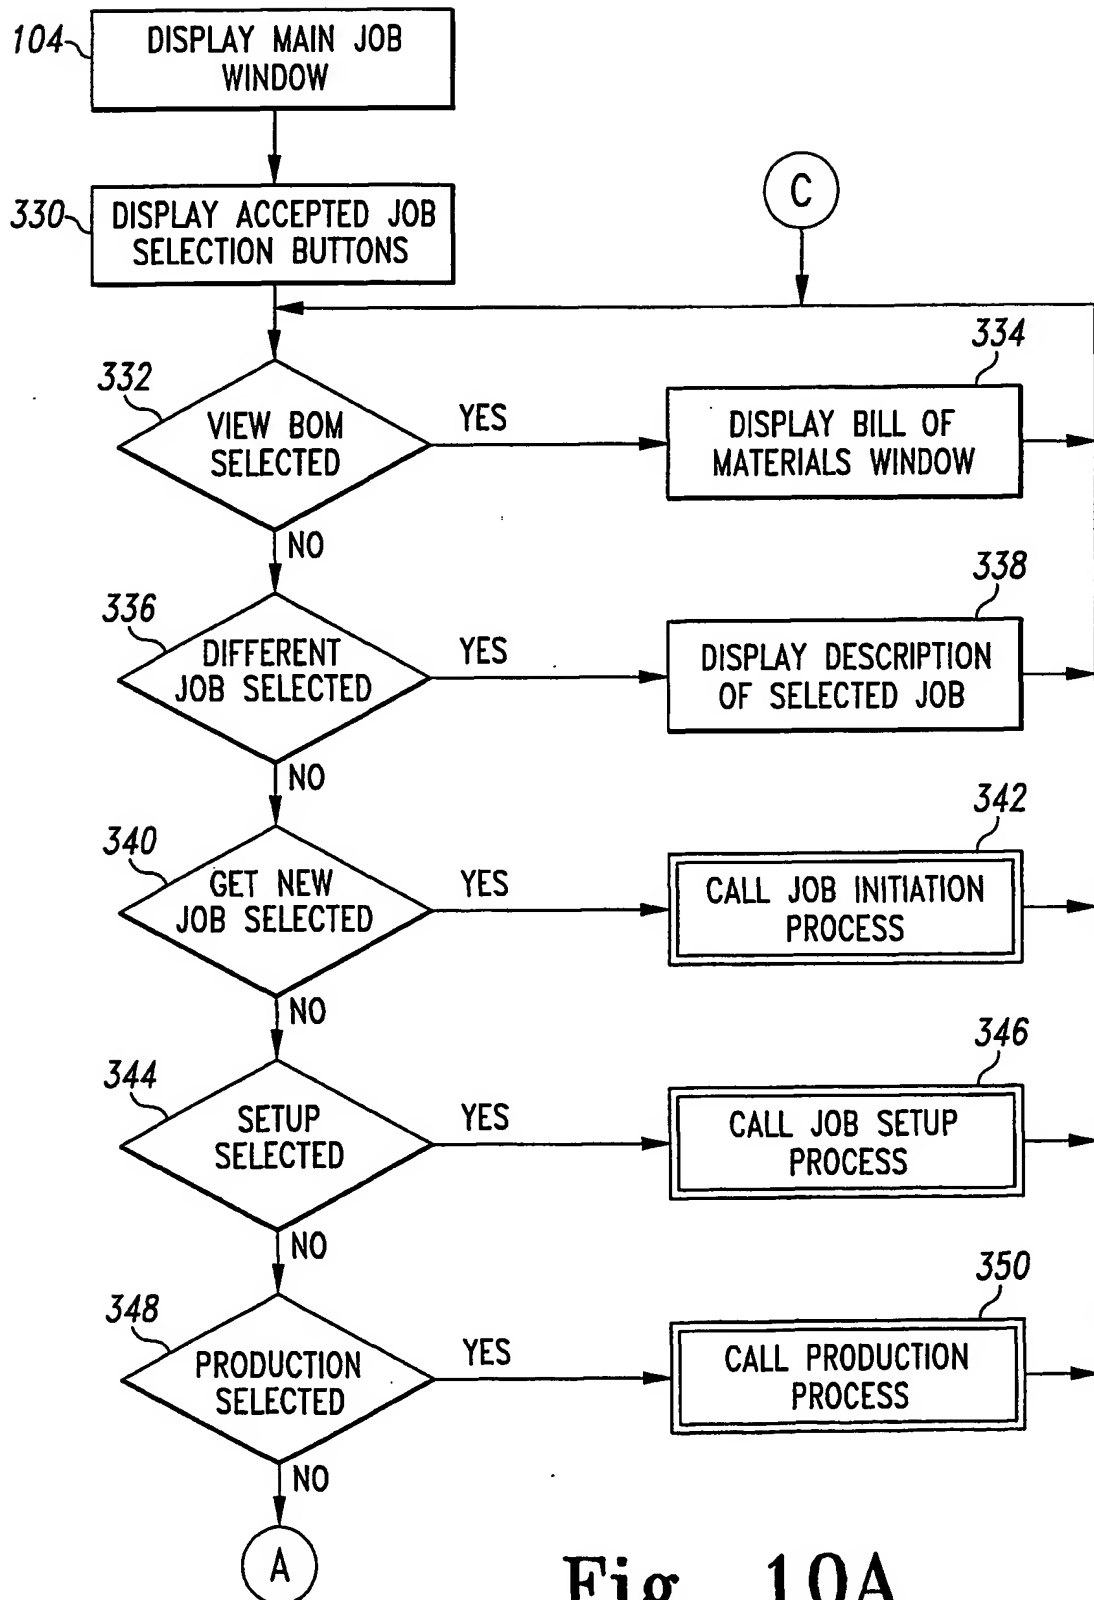 104
DISPLAY MAIN JOB
WINDOW
330
DISPLAY ACCEPTED JOB
SELECTION BUTTONS
C
332
VIEW BOM
SELECTED
YES
334
DISPLAY BILL OF
MATERIALS WINDOW
NO
336
DIFFERENT
JOB SELECTED
YES
338
DISPLAY DESCRIPTION
OF SELECTED JOB
NO
340
GET NEW
JOB SELECTED
YES
342
CALL JOB INITIATION
PROCESS
NO
344
SETUP
SELECTED
YES
346
CALL JOB SETUP
PROCESS
NO
348
PRODUCTION
SELECTED
YES
350
CALL PRODUCTION
PROCESS
NO
A
Fig. 10A